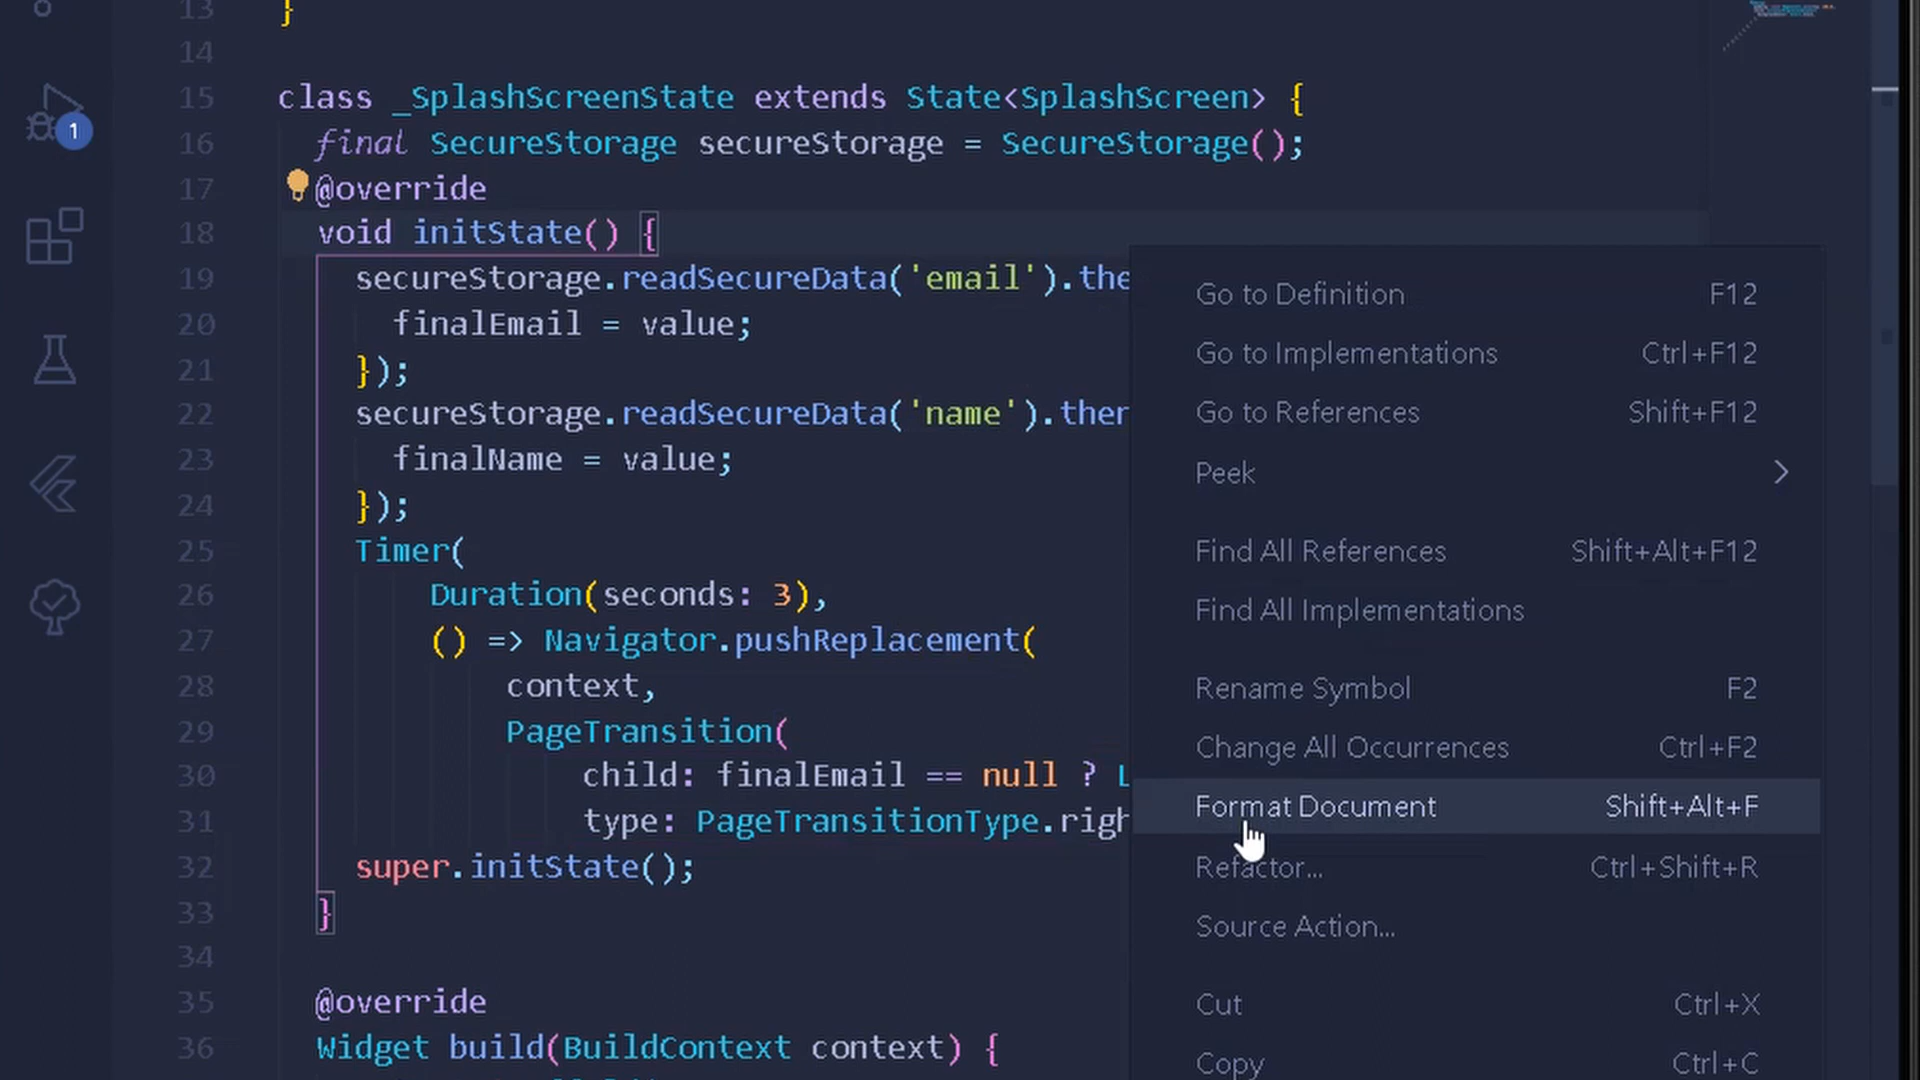 13 }
14
15 class _SplashScreenState extends State<SplashScreen> {
16 final SecureStorage secureStorage = SecureStorage();
17 @override
18 void initState() {
19 secureStorage.readSecureData('email').the
20 finalEmail = value;
21 });
22 secureStorage.readSecureData('name').then
23 finalName = value;
24 });
25 Timer(
26 Duration(seconds: 3),
27 () => Navigator.pushReplacement(
28 context,
29 PageTransition(
30 child: finalEmail == null ? L
31 type: PageTransitionType.righ
32 super.initState();
33 }
34
35 @override
36 Widget build(BuildContext context) {
1
Go to Definition F12
Go to Implementations Ctrl+F12
Go to References Shift+F12
Peek
Find All References Shift+Alt+F12
Find All Implementations
Rename Symbol F2
Change All Occurrences Ctrl+F2
Format Document Shift+Alt+F
Refactor... Ctrl+Shift+R
Source Action...
Cut Ctrl+X
Copy Ctrl+C